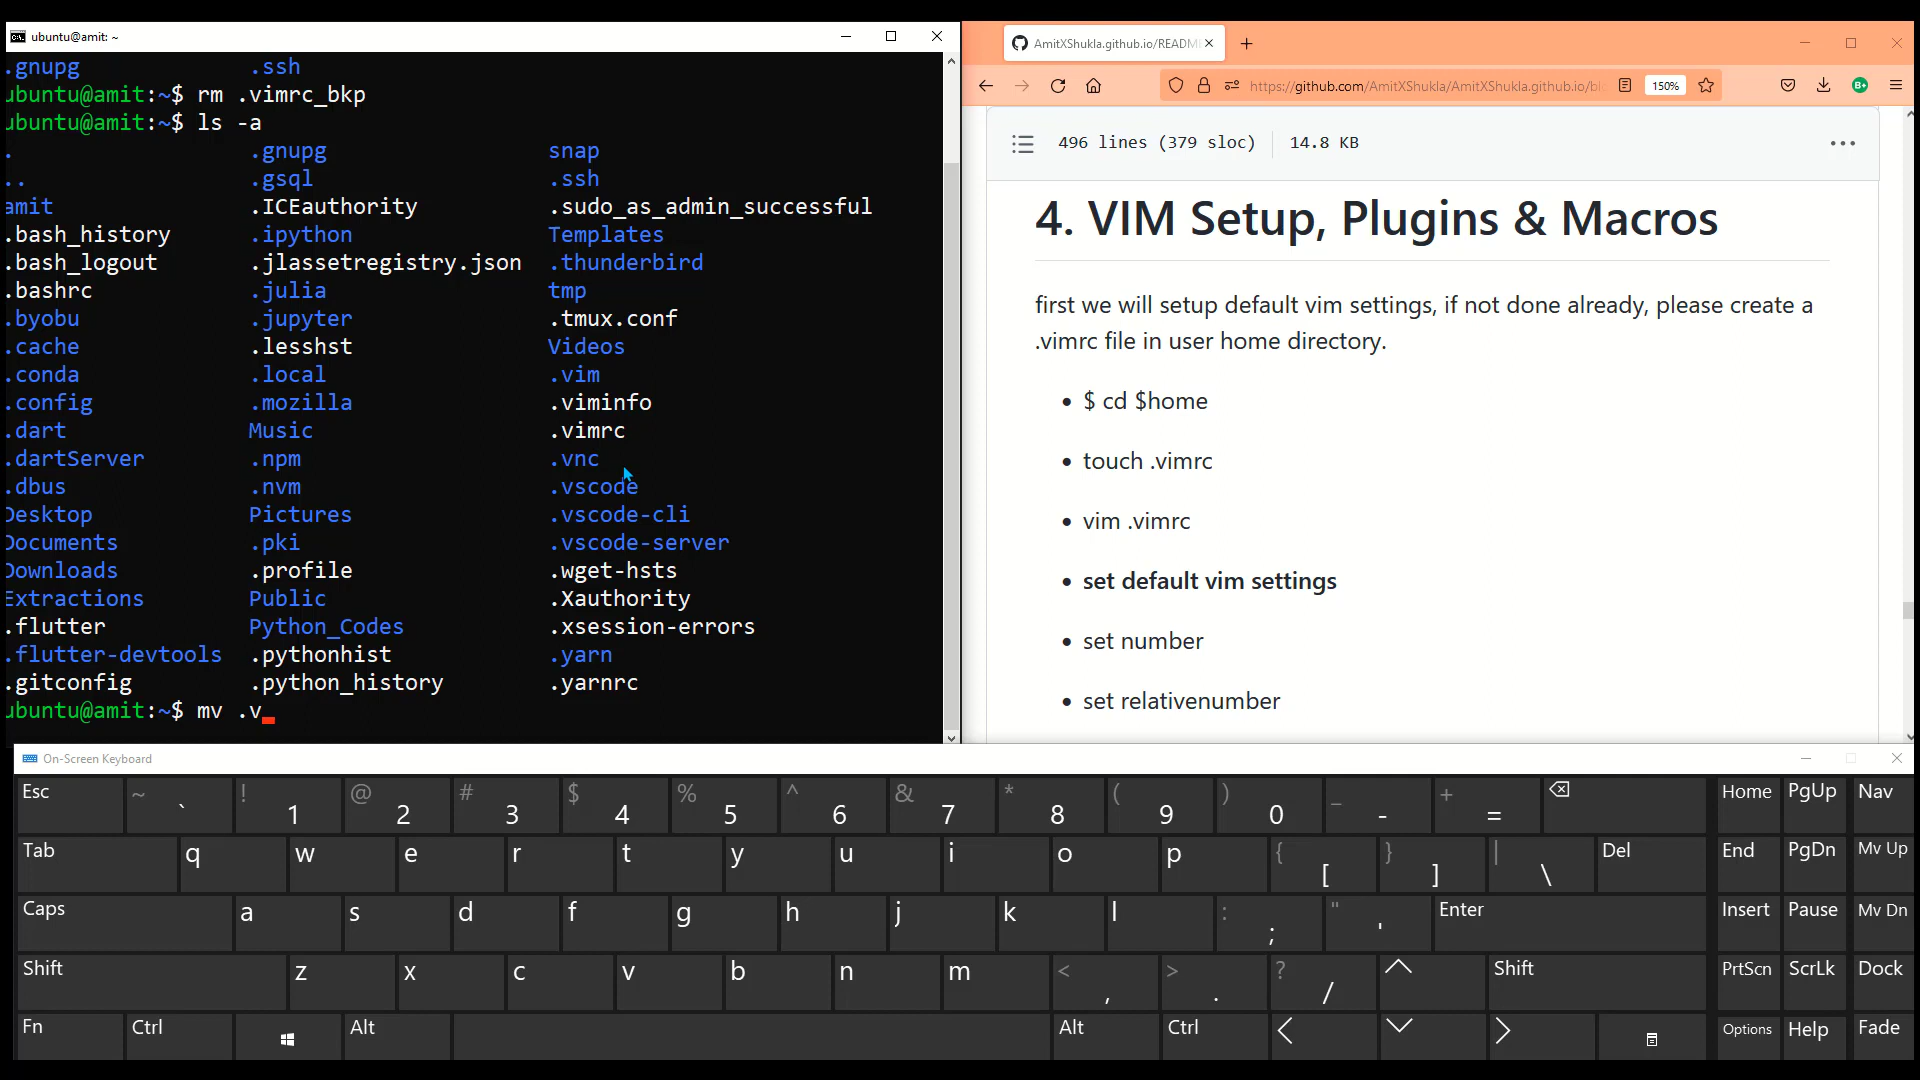 ubuntu@amit: ~
.gnupg .ssh
ubuntu@amit:~$ rm .vimrc_bkp
ubuntu@amit:~$ ls -a
. .gnupg snap
.. .gsql .ssh
amit .ICEauthority .sudo_as_admin_successful
.bash_history .ipython Templates
.bash_logout .jlassetregistry.json .thunderbird
.bashrc .julia tmp
.byobu .jupyter .tmux.conf
.cache .lesshst Videos
.conda .local .vim
.config .mozilla .viminfo
.dart Music .vimrc
.dartServer .npm .vnc
.dbus .nvm .vscode
Desktop Pictures .vscode-cli
Documents .pki .vscode-server
Downloads .profile .wget-hsts
Extractions Public .Xauthority
.flutter Python_Codes .xsession-errors
.flutter-devtools .pythonhist .yarn
.gitconfig .python_history .yarnrc
ubuntu@amit:~$ mv .v
AmitXShukla.github.io/READM
https://github.com/AmitXShukla/AmitXShukla.github.io/bl 150%
496 lines (379 sloc) 14.8 KB
4. VIM Setup, Plugins & Macros
first we will setup default vim settings, if not done already, please create a
.vimrc file in user home directory.
• $ cd $home
• touch .vimrc
• vim .vimrc
• set default vim settings
• set number
• set relativenumber
On-Screen Keyboard
Esc ~ ` ! 1 @ 2 # 3 $ 4 % 5 ^ 6 & 7 * 8 ( 9 ) 0 _ - + = Home PgUp Nav
Tab q w e r t y u i o p { [ } ] | \ Del End PgDn Mv Up
Caps a s d f g h j k l : ; " ' Enter Insert Pause Mv Dn
Shift z x c v b n m < , > . ? / Shift PrtScn ScrLk Dock
Fn Ctrl Alt Alt Ctrl Options Help Fade